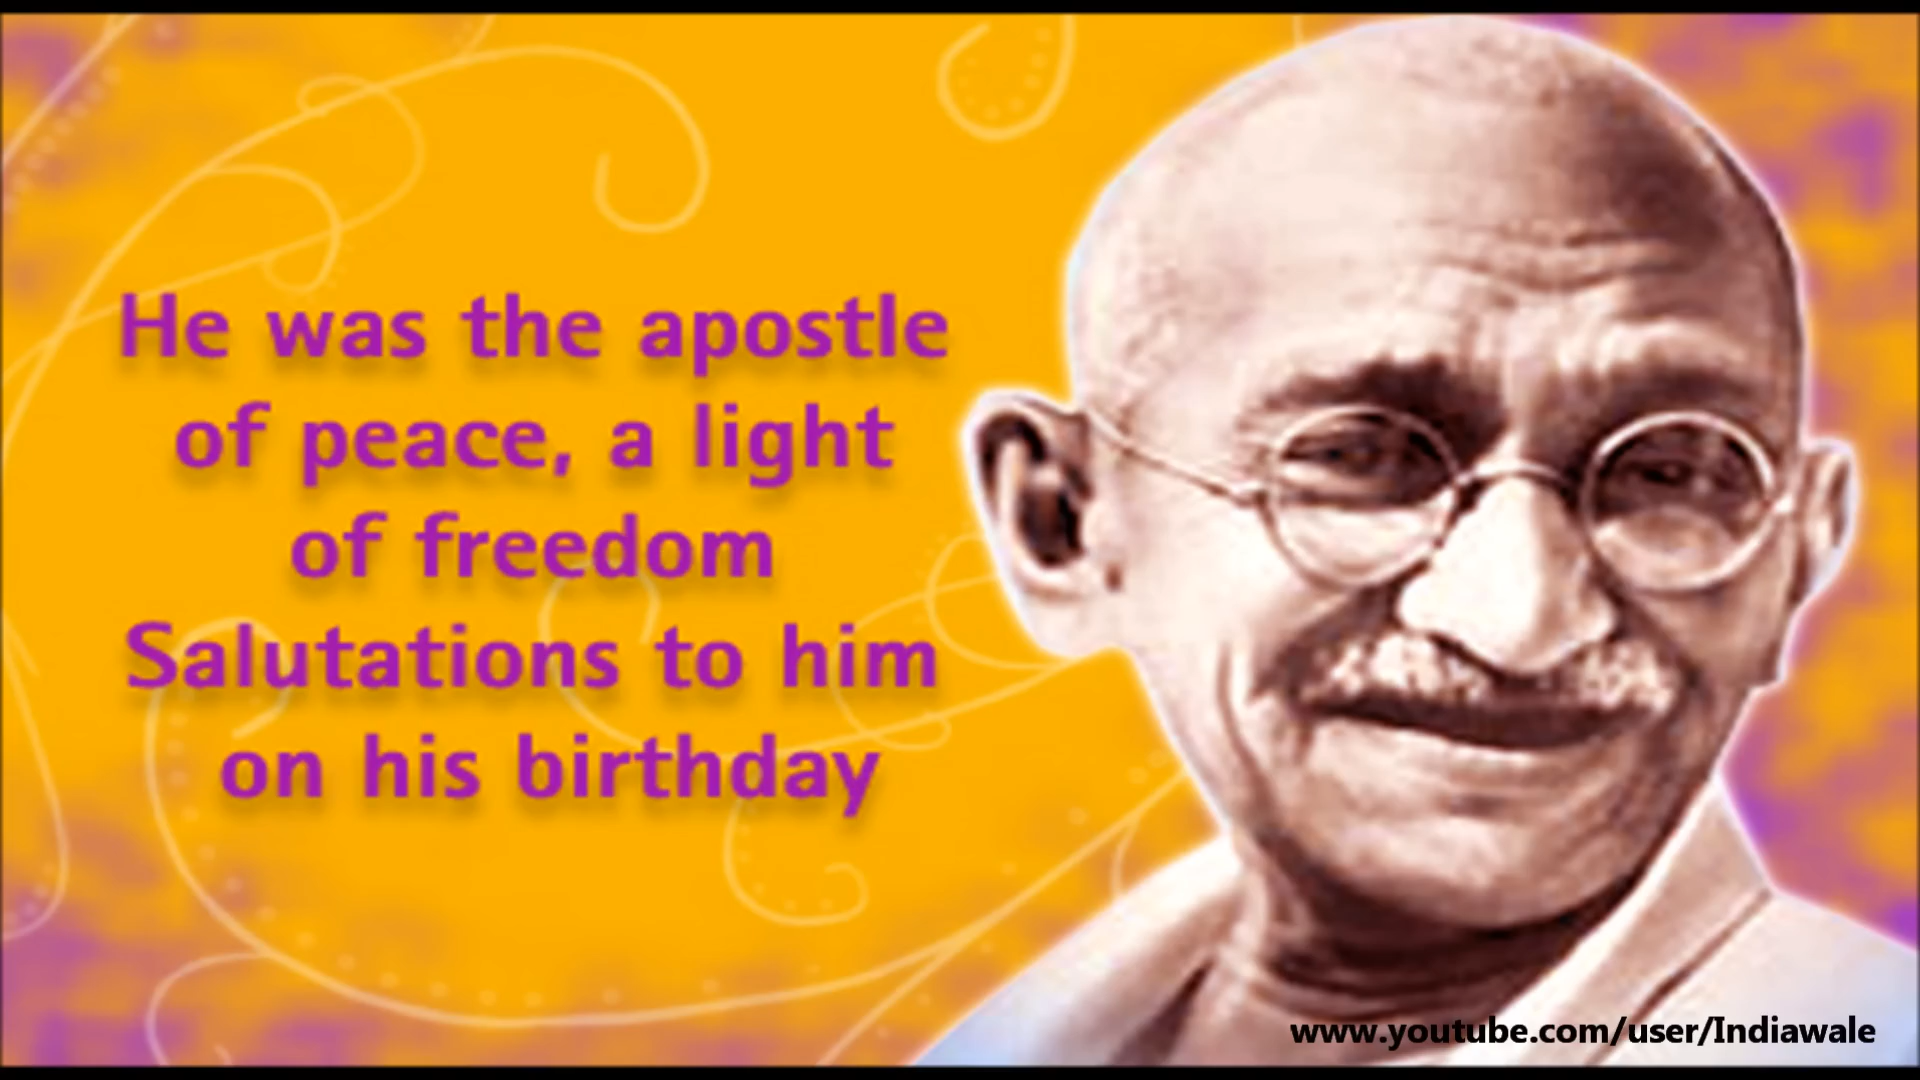 He was the apostle
of peace, a light
of freedom
Salutations to him
on his birthday
www.youtube.com/user/Indiawale